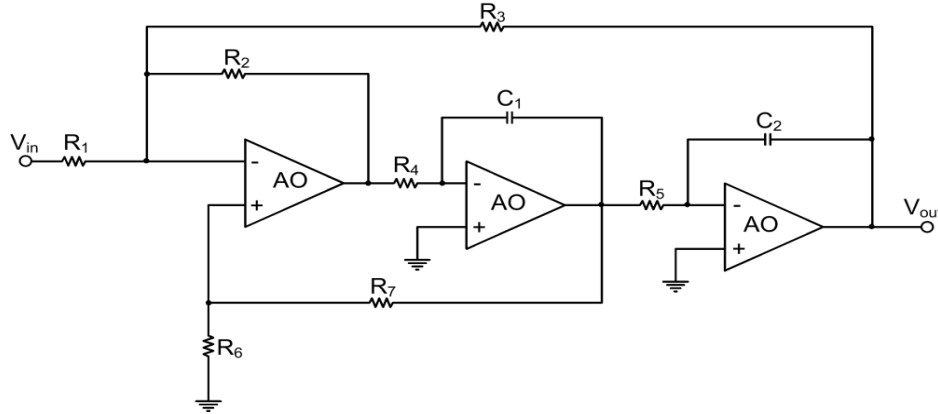 R3
R2
C1
C2
Vin
R1
-
AO
+
R4
-
AO
+
R5
-
AO
+
Vou
R7
R6